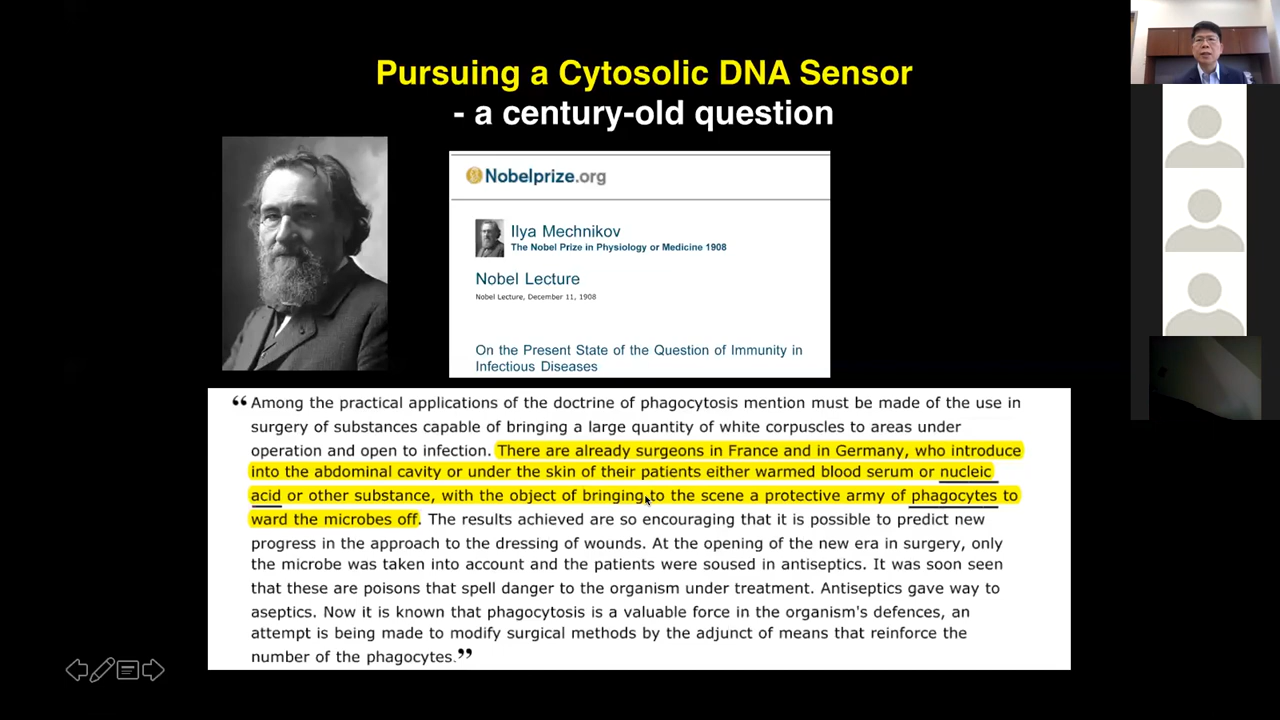 Pursuing a Cytosolic DNA Sensor
- a century-old question
Nobelprize.org
Ilya Mechnikov
The Nobel Prize in Physiology or Medicine 1908
Nobel Lecture
Nobel Lecture, December 11, 1908
On the Present State of the Question of Immunity in
Infectious Diseases
“ Among the practical applications of the doctrine of phagocytosis mention must be made of the use in
surgery of substances capable of bringing a large quantity of white corpuscles to areas under
operation and open to infection. There are already surgeons in France and in Germany, who introduce
into the abdominal cavity or under the skin of their patients either warmed blood serum or nucleic
acid or other substance, with the object of bringing to the scene a protective army of phagocytes to
ward the microbes off. The results achieved are so encouraging that it is possible to predict new
progress in the approach to the dressing of wounds. At the opening of the new era in surgery, only
the microbe was taken into account and the patients were soused in antiseptics. It was soon seen
that these are poisons that spell danger to the organism under treatment. Antiseptics gave way to
aseptics. Now it is known that phagocytosis is a valuable force in the organism's defences, an
attempt is being made to modify surgical methods by the adjunct of means that reinforce the
number of the phagocytes.”